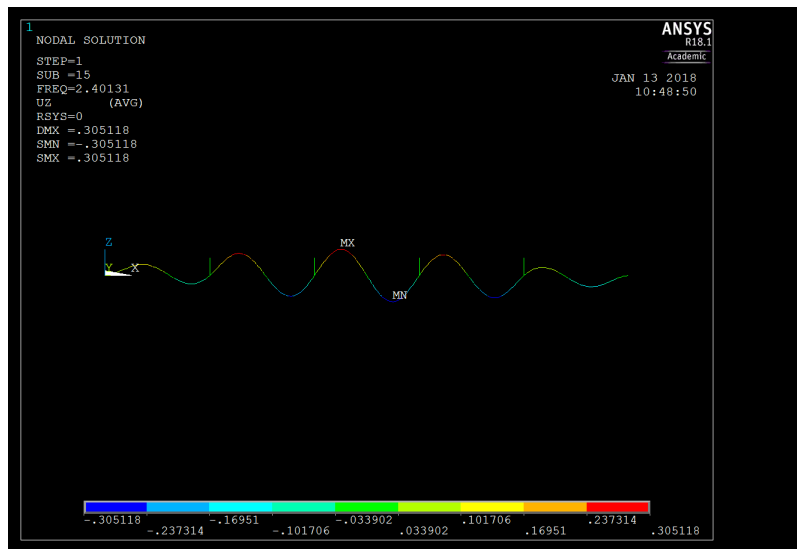 1
NODAL SOLUTION
STEP=1
SUB =15
FREQ=2.40131
UZ (AVG)
RSYS=0
DMX =.305118
SMN =-.305118
SMX =.305118
ANSYS
R18.1
Academic
JAN 13 2018
10:48:50
Z
MX
Y X
MN
-.305118 -.16951 -.033902 .101706 .237314
-.237314 -.101706 .033902 .16951 .305118